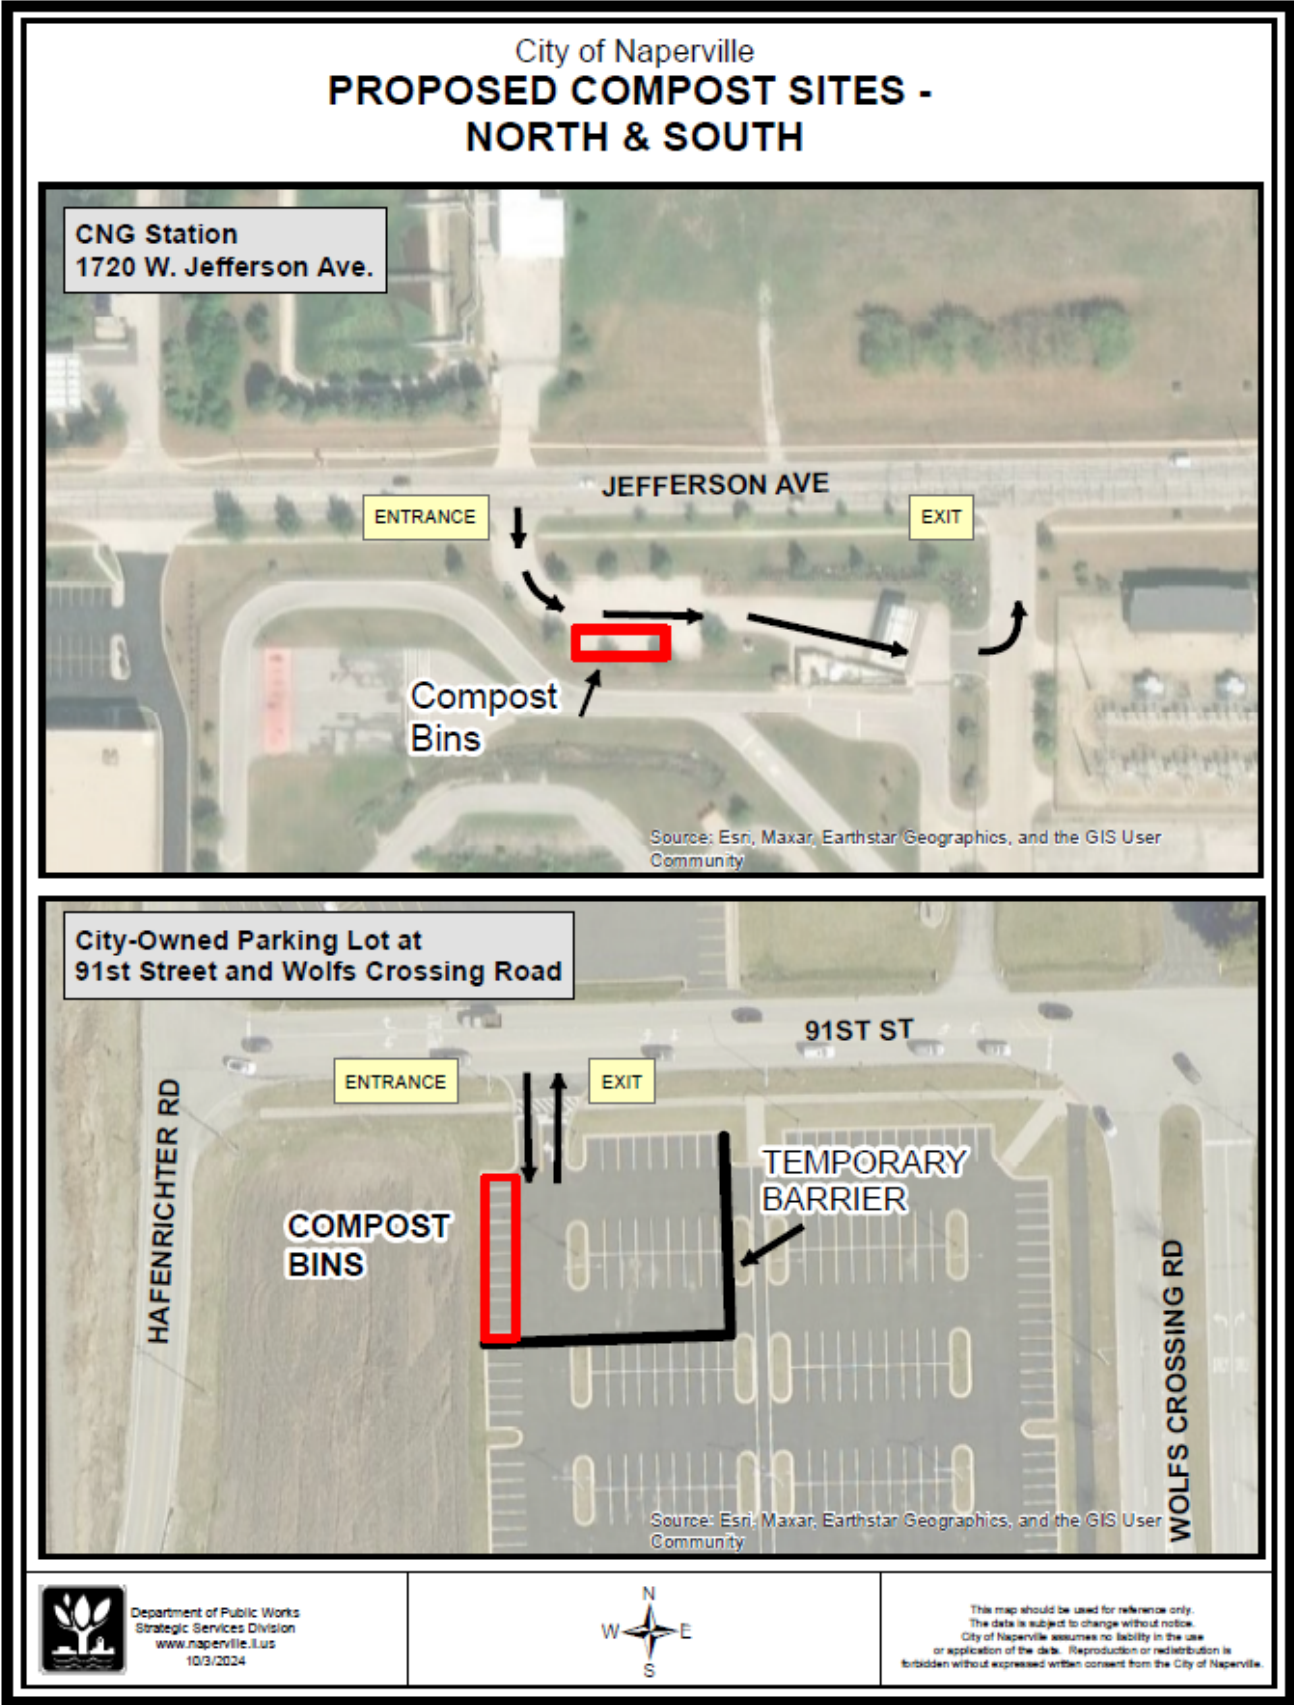 City of Naperville
PROPOSED COMPOST SITES -
NORTH & SOUTH
CNG Station
1720 W. Jefferson Ave.
JEFFERSON AVE
ENTRANCE
EXIT
Compost
Bins
Source: Esri, Maxar, Earthstar Geographics, and the GIS User
Community
City-Owned Parking Lot at
91st Street and Wolfs Crossing Road
91ST ST
ENTRANCE
EXIT
HAFENRICHTER RD
TEMPORARY
BARRIER
COMPOST
BINS
WOLFS CROSSING RD
Source: Esri, Maxar, Earthstar Geographics, and the GIS User
Community
Department of Public Works
Strategic Services Division
www.naperville.il.us
10/3/2024
N
W E
S
This map should be used for reference only.
The data is subject to change without notice.
City of Naperville assumes no liability in the use
or application of the data. Reproduction or redistribution is
forbidden without expressed written consent from the City of Naperville.